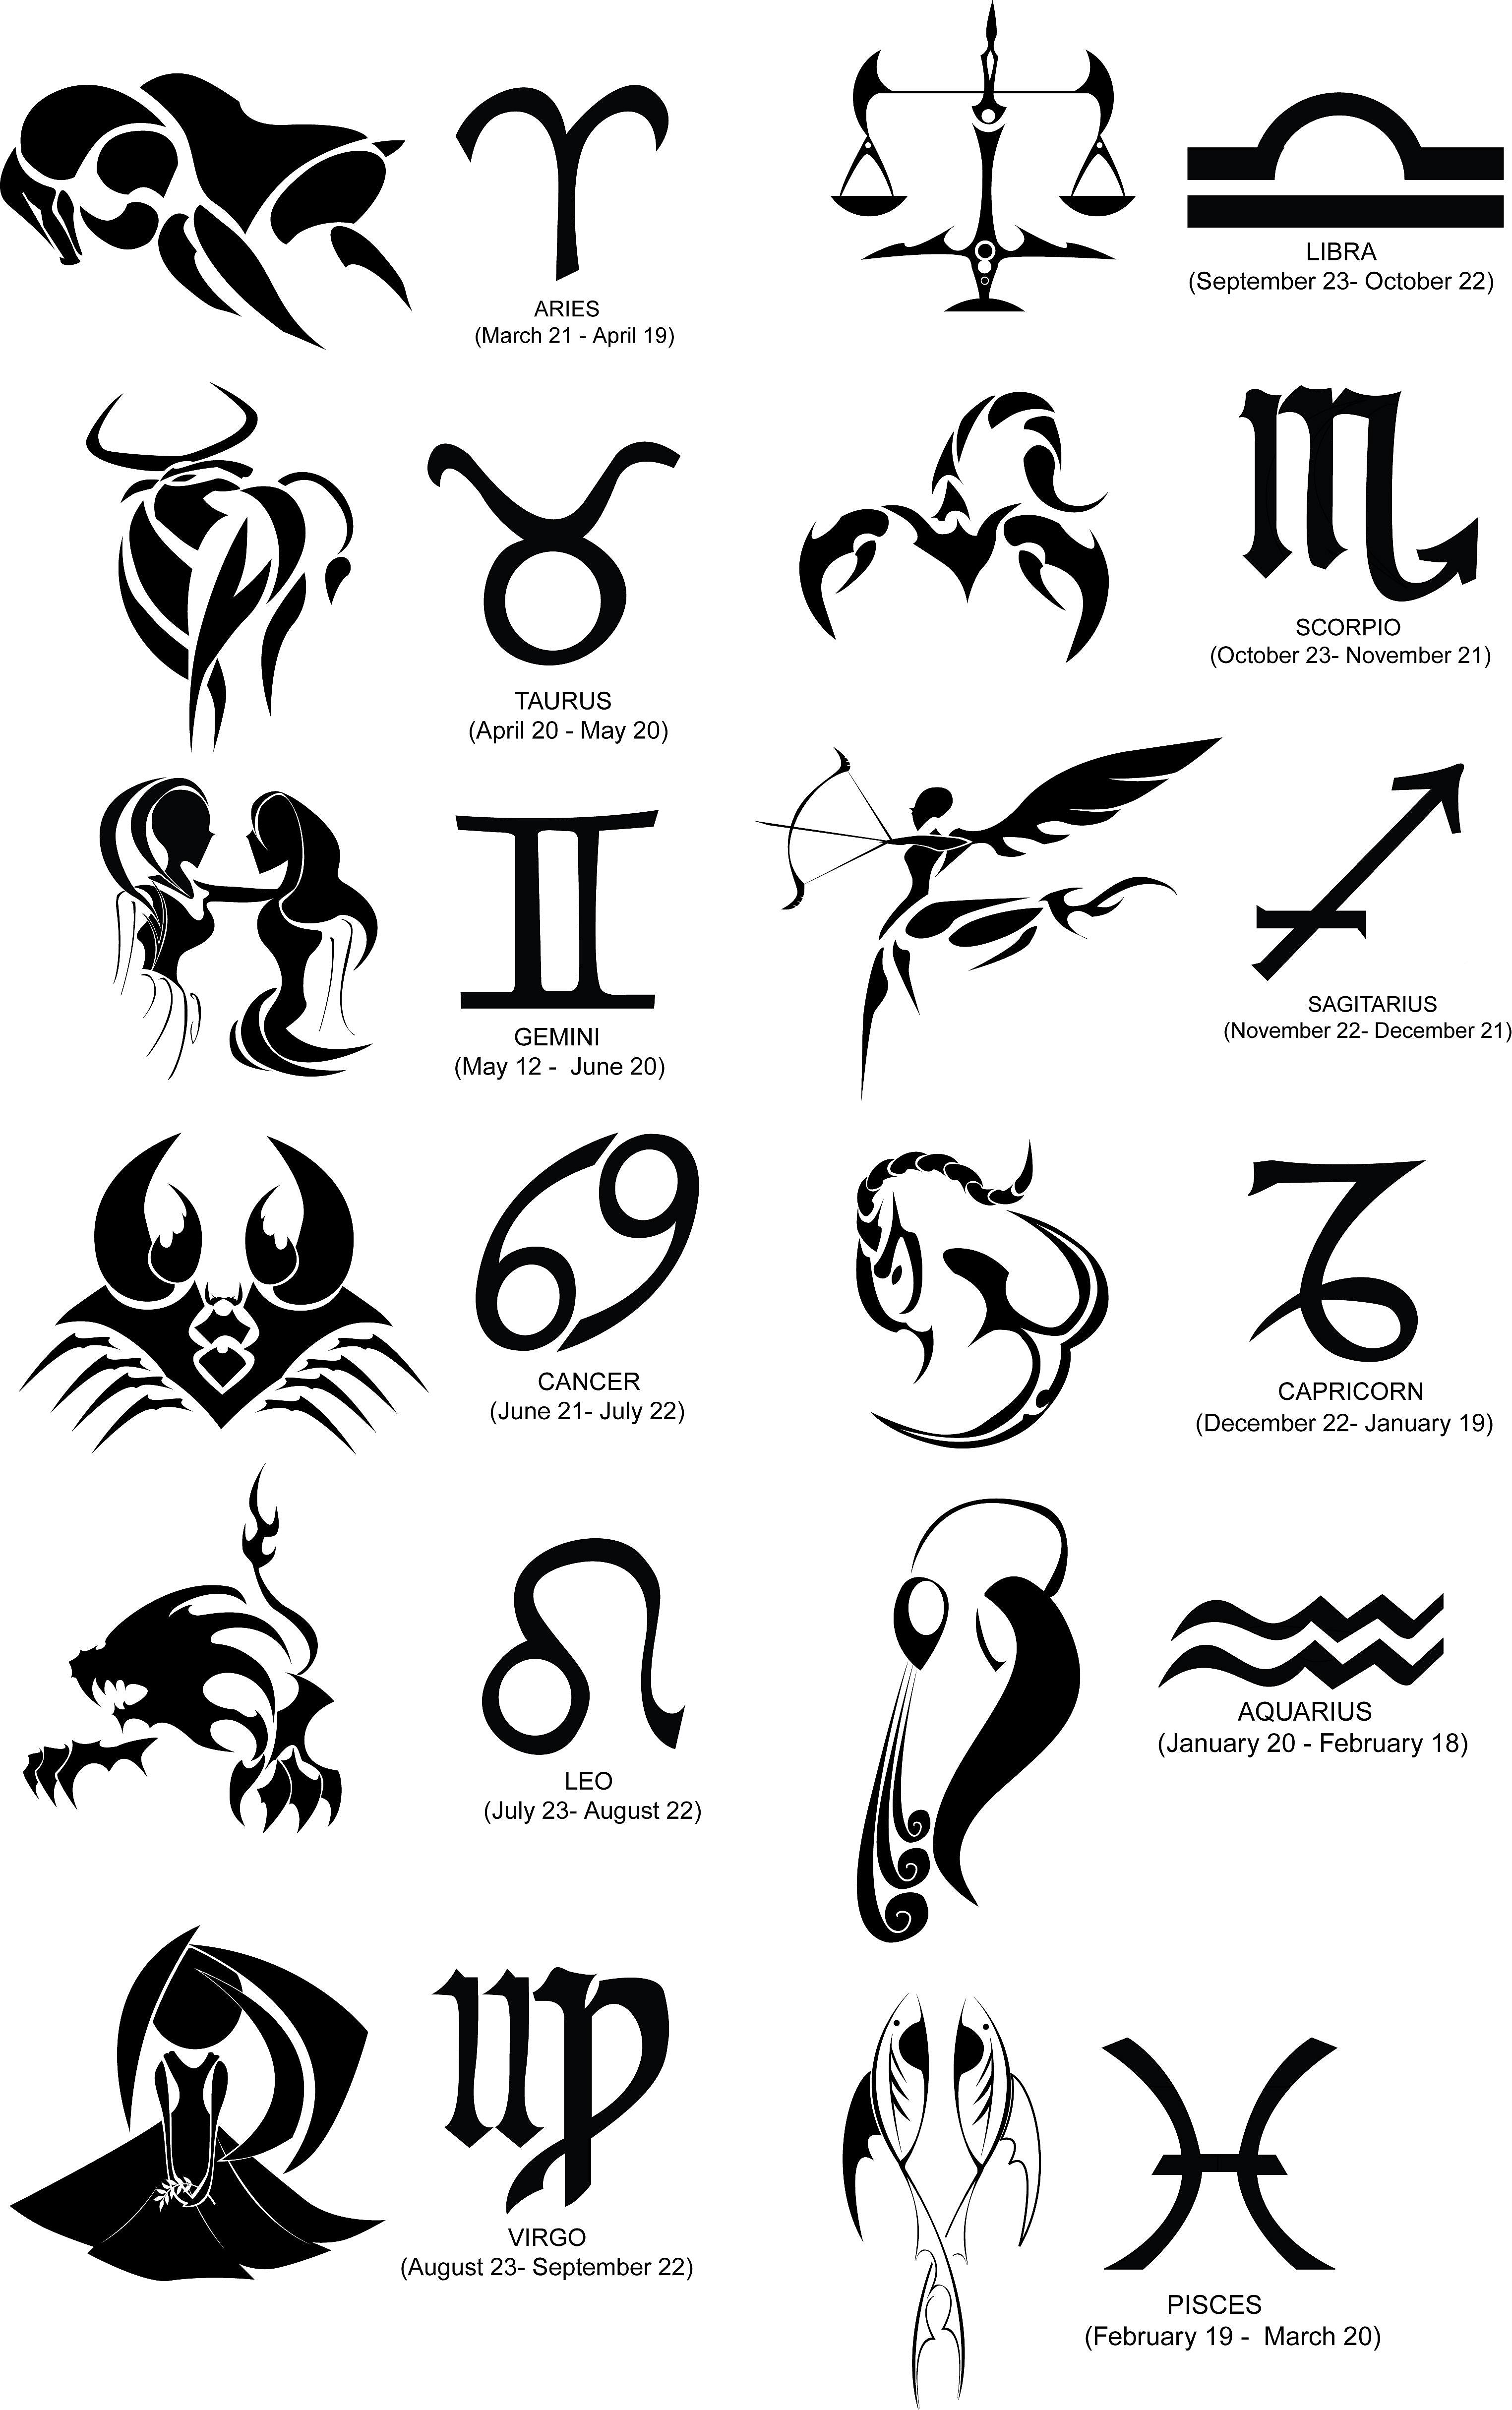 ARIES
(March 21 - April 19)
TAURUS
(April 20 - May 20)
GEMINI
(May 12 - June 20)
CANCER
(June 21- July 22)
LEO
(July 23- August 22)
VIRGO
(August 23- September 22)
LIBRA
(September 23- October 22)
SCORPIO
(October 23- November 21)
SAGITARIUS
(November 22- December 21)
CAPRICORN
(December 22- January 19)
AQUARIUS
(January 20 - February 18)
PISCES
(February 19 - March 20)